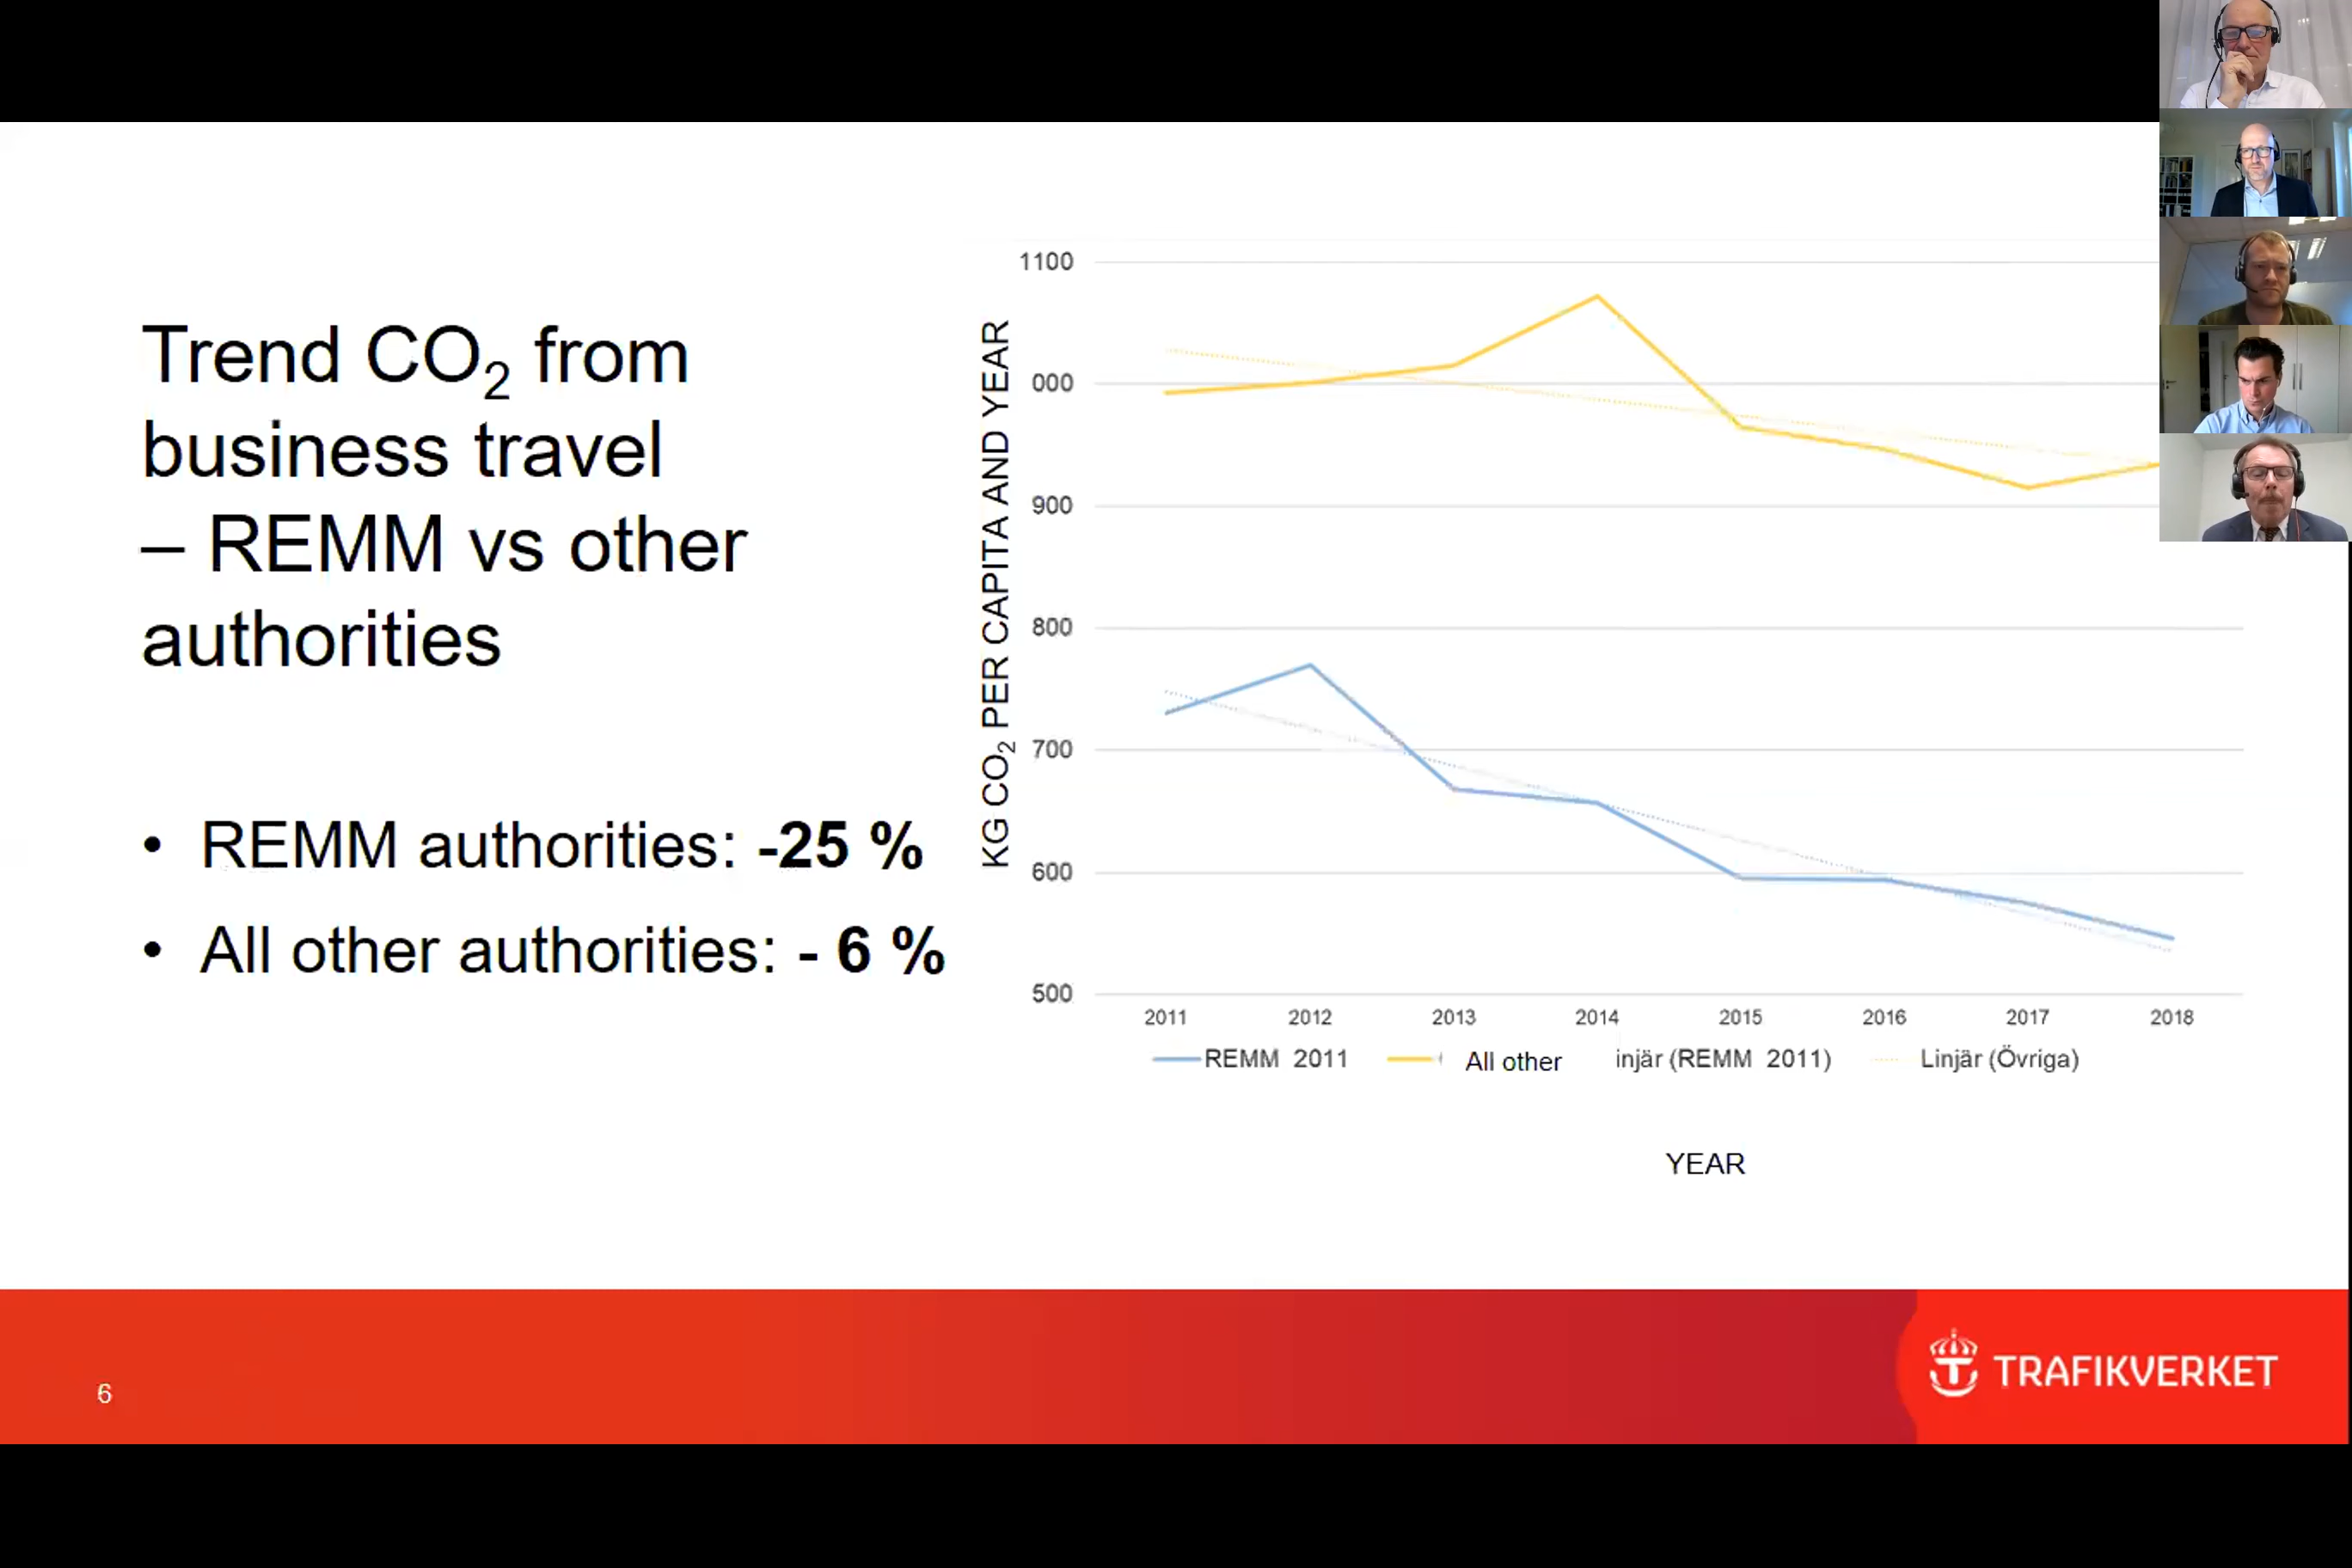 Trend CO2 from
business travel
– REMM vs other
authorities
• REMM authorities: -25 %
• All other authorities: - 6 %
KG CO2 PER CAPITA AND YEAR
1100
000
900
800
700
600
500
2011 2012 2013 2014 2015 2016 2017 2018
REMM 2011 All other injär (REMM 2011) Linjär (Övriga)
YEAR
6
TRAFIKVERKET